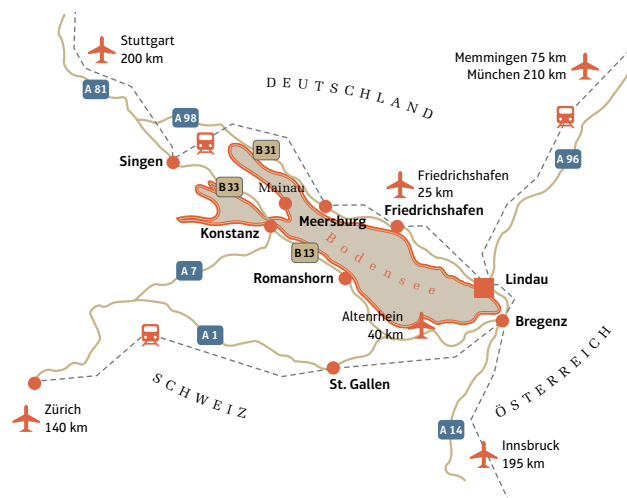 Stuttgart
200 km
Memmingen 75 km
München 210 km
DEUTSCHLAND
A 81
A 98
B 31
A 96
Singen
B 33
Mainau
Friedrichshafen
25 km
Meersburg
Friedrichshafen
Konstanz
Bodensee
B 13
A 7
Romanshorn
Lindau
Altenrhein
40 km
Bregenz
A 1
St. Gallen
SCHWEIZ
ÖSTERREICH
Zürich
140 km
A 14
Innsbruck
195 km